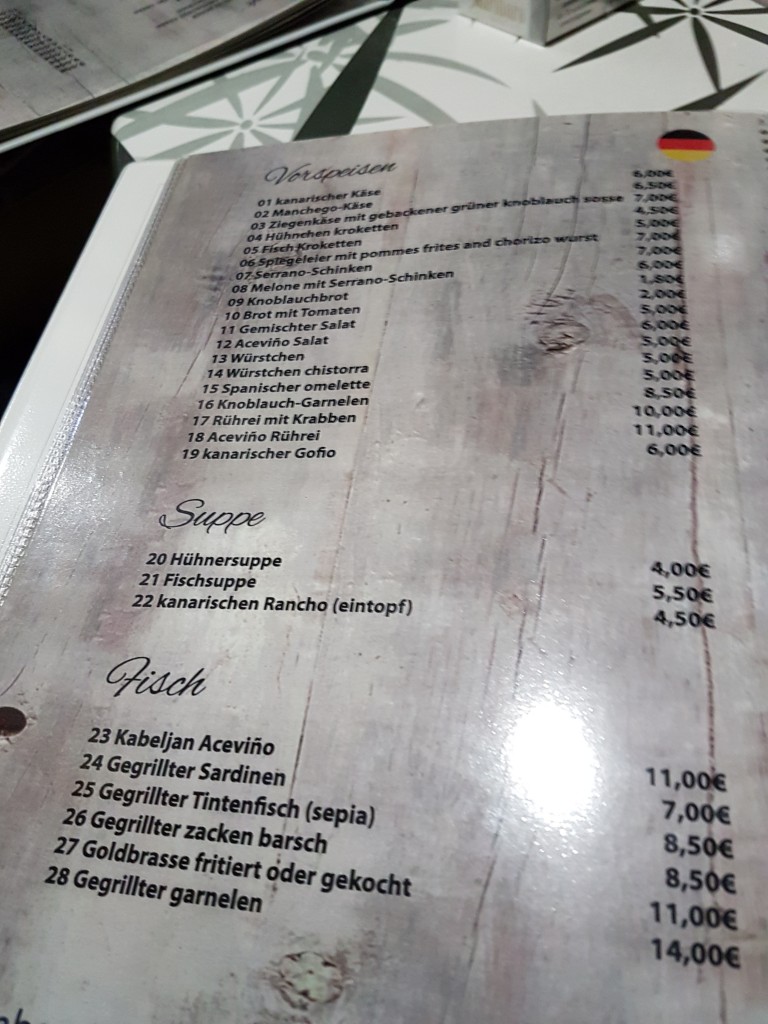 Vorspeisen
01 kanarischer Käse 6,00€
02 Manchego-Käse 6,50€
03 Ziegenkäse mit gebackener grüner knoblauch sosse 7,00€
04 Hühnchen kroketten 4,50€
05 Fisch Kroketten 5,00€
06 Spiegeleier mit pommes frites and chorizo wurst 7,00€
07 Serrano-Schinken 7,00€
08 Melone mit Serrano-Schinken 6,00€
09 Knoblauchbrot 1,80€
10 Brot mit Tomaten 2,00€
11 Gemischter Salat 5,00€
12 Aceviño Salat 6,00€
13 Würstchen 5,00€
14 Würstchen chistorra 5,00€
15 Spanischer omelette 5,00€
16 Knoblauch-Garnelen 8,50€
17 Rührei mit Krabben 10,00€
18 Aceviño Rührei 11,00€
19 kanarischer Gofio 6,00€
Suppe
20 Hühnersuppe 4,00€
21 Fischsuppe 5,50€
22 kanarischen Rancho (eintopf) 4,50€
Fisch
23 Kabeljan Aceviño 11,00€
24 Gegrillter Sardinen 7,00€
25 Gegrillter Tintenfisch (sepia) 8,50€
26 Gegrillter zacken barsch 8,50€
27 Goldbrasse fritiert oder gekocht 11,00€
28 Gegrillter garnelen 14,00€